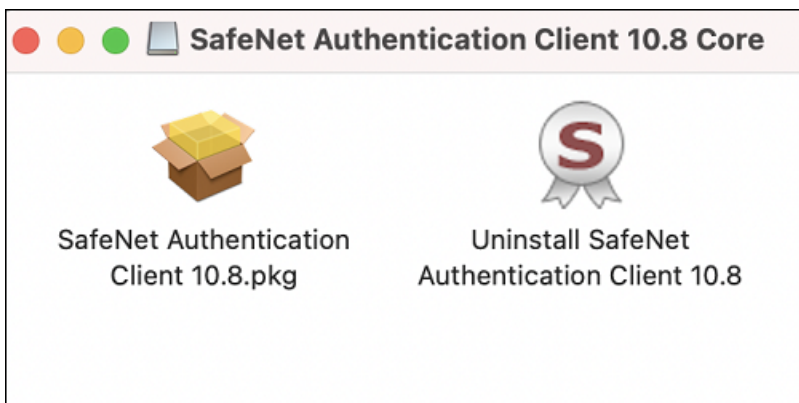 SafeNet Authentication Client 10.8 Core
SafeNet Authentication
Client 10.8.pkg
S
Uninstall SafeNet
Authentication Client 10.8